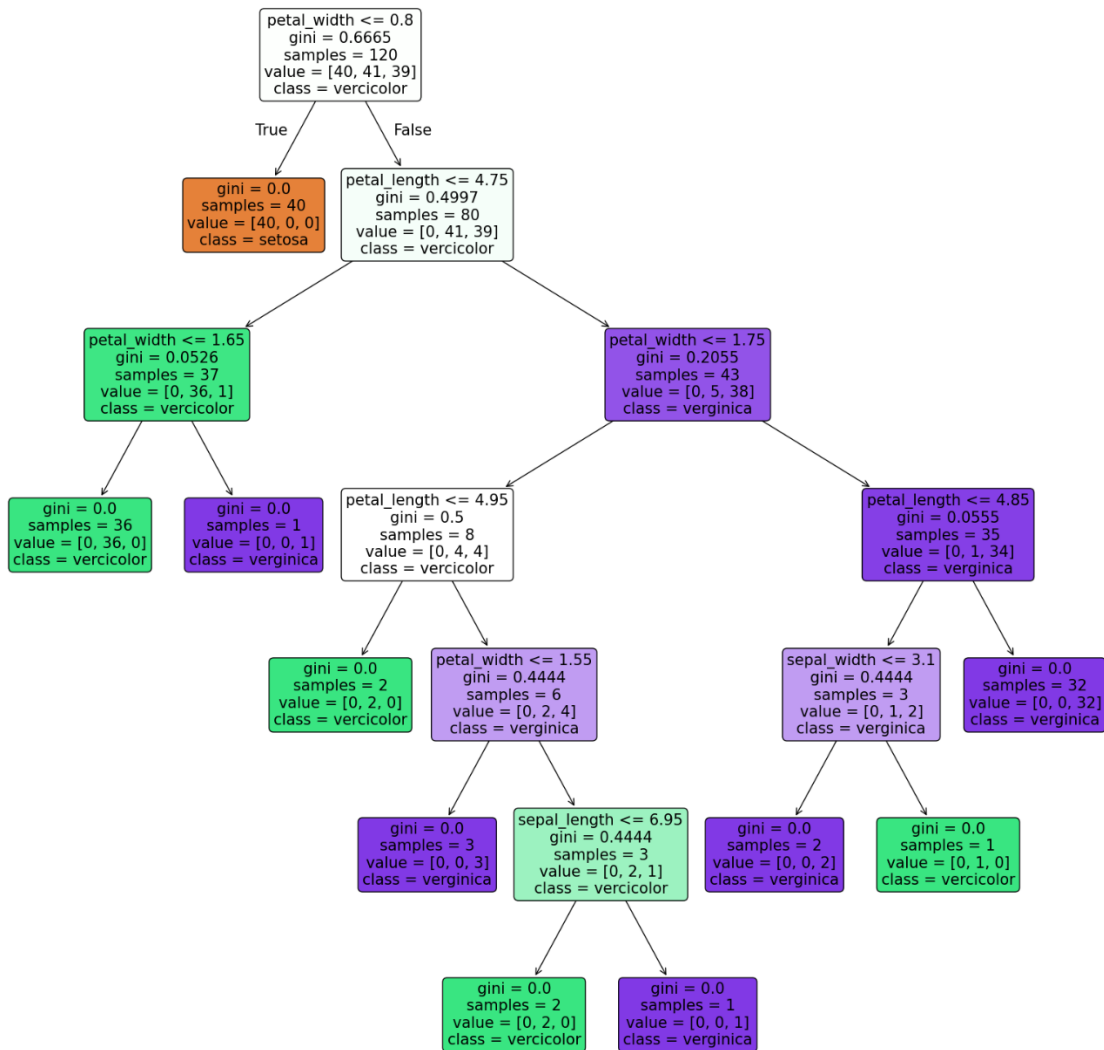 petal_width <= 0.8
gini = 0.6665
samples = 120
value = [40, 41, 39]
class = vercicolor
True
False
gini = 0.0
samples = 40
value = [40, 0, 0]
class = setosa
petal_length <= 4.75
gini = 0.4997
samples = 80
value = [0, 41, 39]
class = vercicolor
petal_width <= 1.65
gini = 0.0526
samples = 37
value = [0, 36, 1]
class = vercicolor
petal_width <= 1.75
gini = 0.2055
samples = 43
value = [0, 5, 38]
class = verginica
gini = 0.0
samples = 36
value = [0, 36, 0]
class = vercicolor
gini = 0.0
samples = 1
value = [0, 0, 1]
class = verginica
petal_length <= 4.95
gini = 0.5
samples = 8
value = [0, 4, 4]
class = vercicolor
petal_length <= 4.85
gini = 0.0555
samples = 35
value = [0, 1, 34]
class = verginica
gini = 0.0
samples = 2
value = [0, 2, 0]
class = vercicolor
petal_width <= 1.55
gini = 0.4444
samples = 6
value = [0, 2, 4]
class = verginica
sepal_width <= 3.1
gini = 0.4444
samples = 3
value = [0, 1, 2]
class = verginica
gini = 0.0
samples = 32
value = [0, 0, 32]
class = verginica
gini = 0.0
samples = 3
value = [0, 0, 3]
class = verginica
sepal_length <= 6.95
gini = 0.4444
samples = 3
value = [0, 2, 1]
class = vercicolor
gini = 0.0
samples = 2
value = [0, 0, 2]
class = verginica
gini = 0.0
samples = 1
value = [0, 1, 0]
class = vercicolor
gini = 0.0
samples = 2
value = [0, 2, 0]
class = vercicolor
gini = 0.0
samples = 1
value = [0, 0, 1]
class = verginica